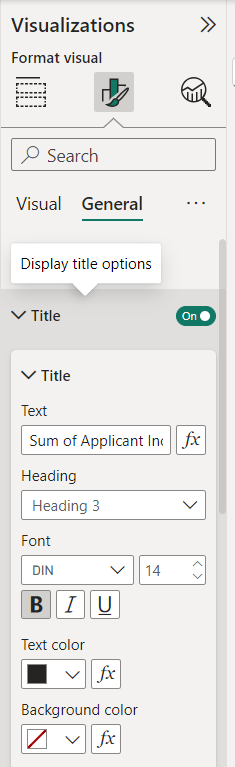 Visualizations
Format visual
Search
Visual General ...
Display title options
Title On
Title
Text
Sum of Applicant Inc fx
Heading
Heading 3
Font
DIN 14
B I U
Text color
fx
Background color
fx